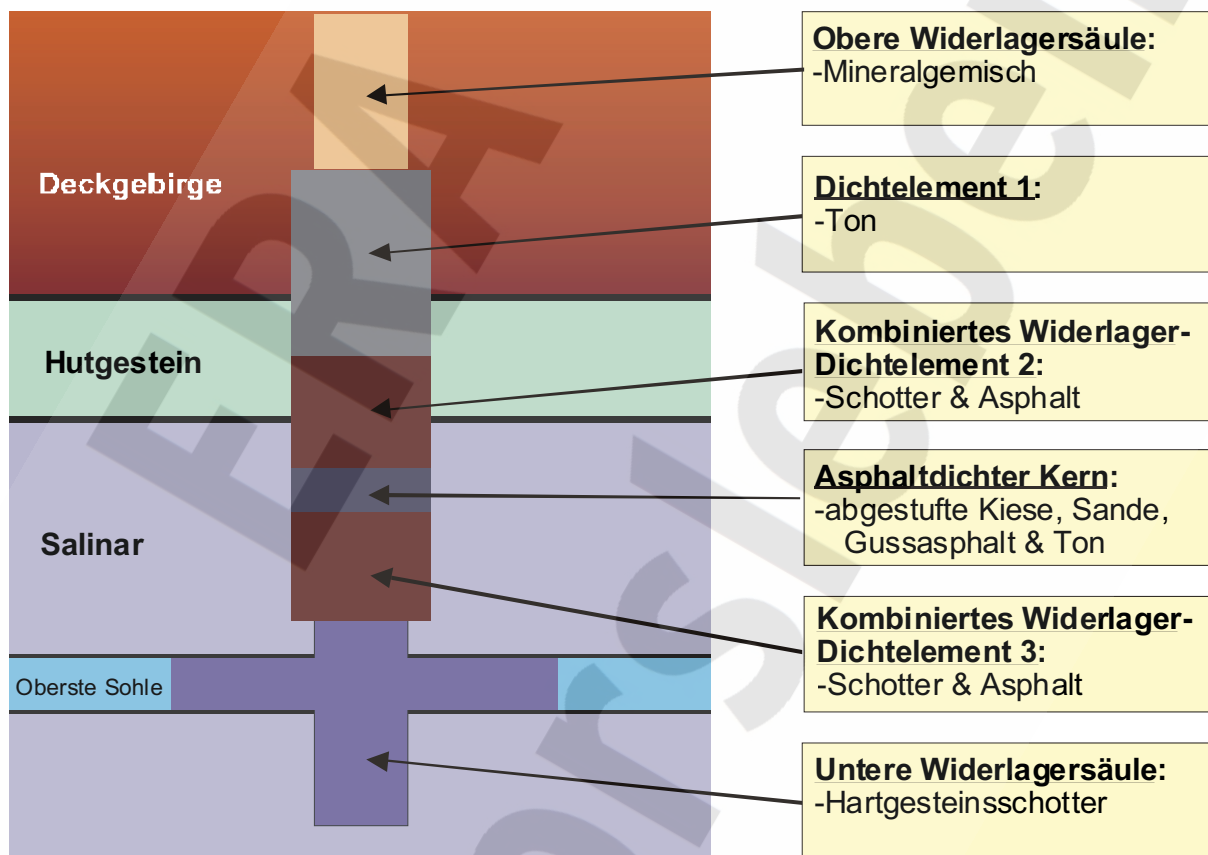 Deckgebirge
Hutgestein
Salinar
Oberste Sohle
Obere Widerlagersäule:
-Mineralgemisch
Dichtelement 1:
-Ton
Kombiniertes Widerlager-
Dichtelement 2:
-Schotter & Asphalt
Asphaltdichter Kern:
-abgestufte Kiese, Sande,
Gussasphalt & Ton
Kombiniertes Widerlager-
Dichtelement 3:
-Schotter & Asphalt
Untere Widerlagersäule:
-Hartgesteinsschotter
ERA